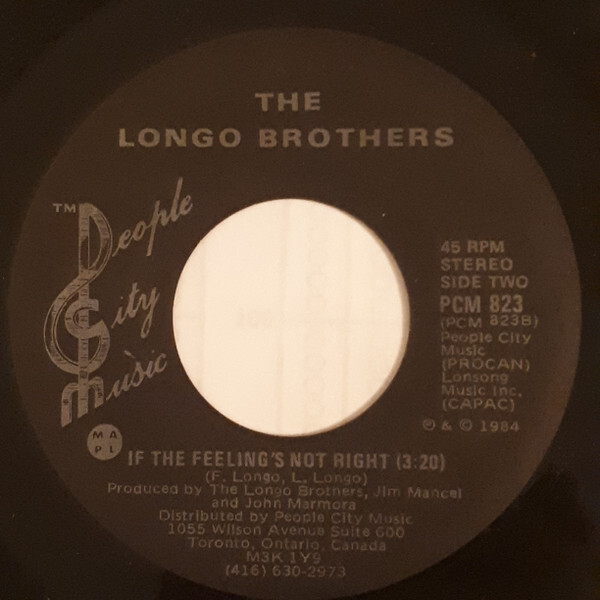 THE
LONGO BROTHERS
TM
People
City
Music
45 RPM
STEREO
SIDE TWO
PCM 823
(PCM 823B)
People City
Music
(PROCAN)
Lonsong
Music Inc.
(CAPAC)
℗ & © 1984
M A
P L
IF THE FEELING'S NOT RIGHT (3:20)
(F. Longo, L. Longo)
Produced by The Longo Brothers, Jim Mancel
and John Marmora
Distributed by People City Music
1055 Wilson Avenue Suite 600
Toronto, Ontario, Canada
M3K 1Y9
(416) 630-2973